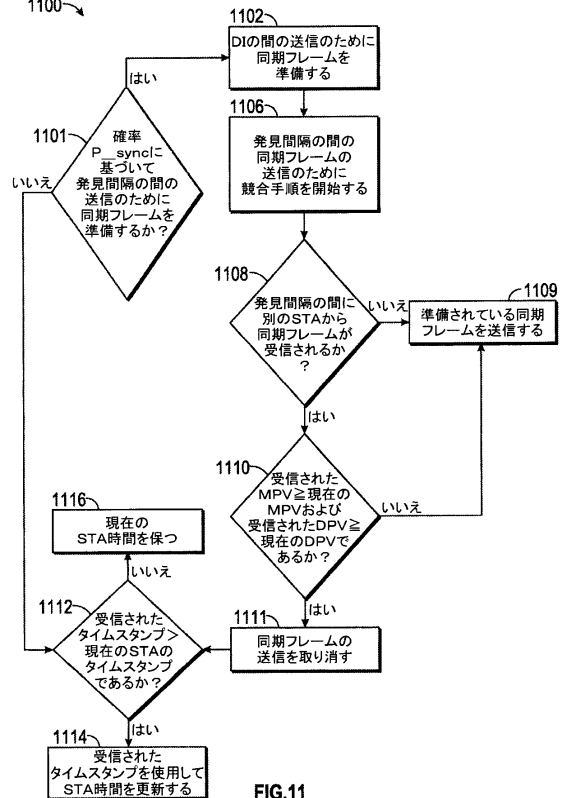 1100
1102
DIの間の送信のために
同期フレームを
準備する
はい
1106
発見間隔の間の
同期フレームの
送信のために
競合手順を開始する
1101
確率
P__syncに
基づいて
発見間隔の間の
送信のために
同期フレームを
準備するか?
いいえ
1108
発見間隔の間に
別のSTAから
同期フレームが
受信されるか
?
いいえ
1109
準備されている同期
フレームを送信する
はい
1110
受信された
MPV≧現在の
MPVおよび
受信されたDPV≧
現在のDPVで
あるか?
いいえ
はい
1111
同期フレームの
送信を取り消す
1116
現在の
STA時間を保つ
いいえ
1112
受信された
タイムスタンプ>
現在のSTAの
タイムスタンプ
であるか?
はい
1114
受信された
タイムスタンプを使用して
STA時間を更新する
FIG.11